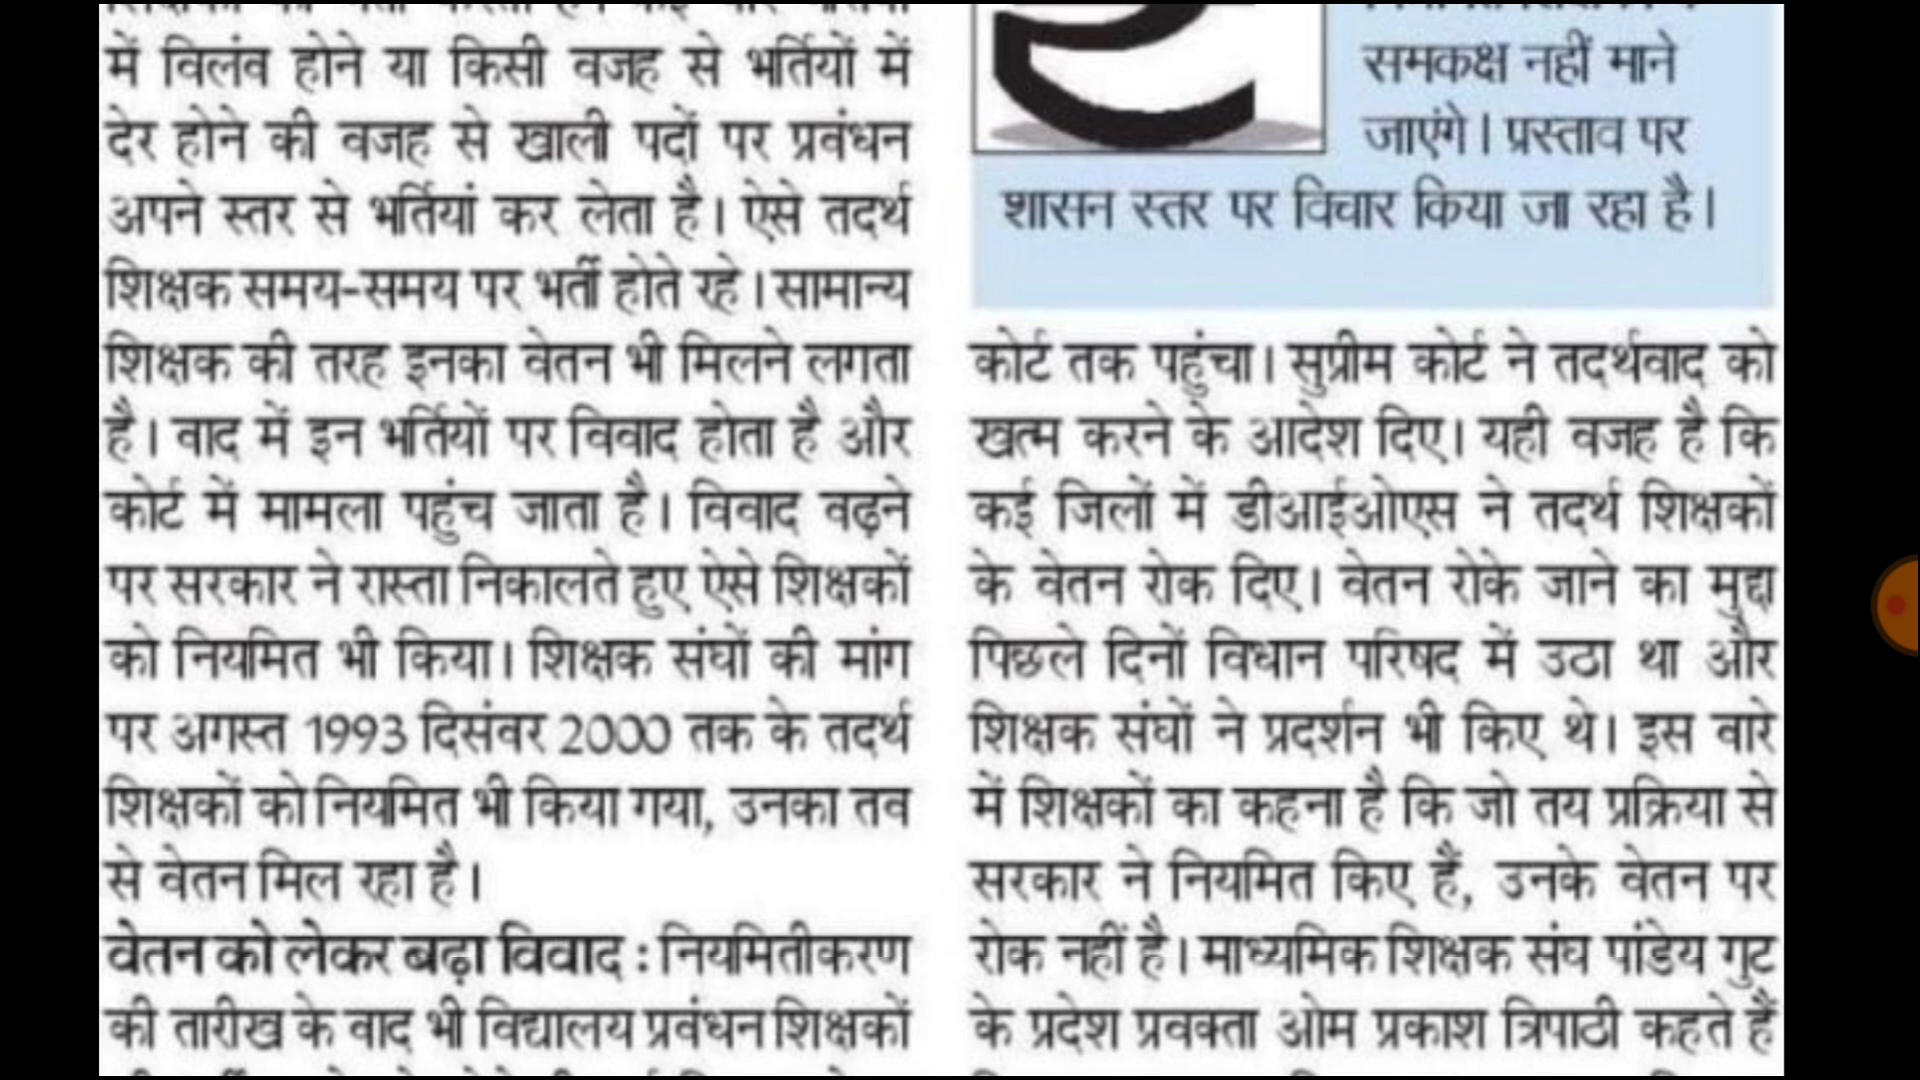 में विलंव होने या किसी वजह से भर्तियों में
देर होने की वजह से खाली पदों पर प्रवंधन
अपने स्तर से भर्तियां कर लेता है। ऐसे तदर्थ
शिक्षक समय-समय पर भर्ती होते रहे। सामान्य
शिक्षक की तरह इनका वेतन भी मिलने लगता
है। वाद में इन भर्तियों पर विवाद होता है और
कोर्ट में मामला पहुंच जाता है। विवाद वढ़ने
पर सरकार ने रास्ता निकालते हुए ऐसे शिक्षकों
को नियमित भी किया। शिक्षक संघों की मांग
पर अगस्त 1993 दिसंवर 2000 तक के तदर्थ
शिक्षकों को नियमित भी किया गया, उनका तव
से वेतन मिल रहा है।
वेतन को लेकर बढ़ा विवाद : नियमितीकरण
की तारीख के वाद भी विद्यालय प्रवंधन शिक्षकों
समकक्ष नहीं माने
जाएंगे। प्रस्ताव पर
शासन स्तर पर विचार किया जा रहा है।
कोर्ट तक पहुंचा। सुप्रीम कोर्ट ने तदर्थवाद को
खत्म करने के आदेश दिए। यही वजह है कि
कई जिलों में डीआईओएस ने तदर्थ शिक्षकों
के वेतन रोक दिए। वेतन रोके जाने का मुद्दा
पिछले दिनों विधान परिषद में उठा था और
शिक्षक संघों ने प्रदर्शन भी किए थे। इस वारे
में शिक्षकों का कहना है कि जो तय प्रक्रिया से
सरकार ने नियमित किए हैं, उनके वेतन पर
रोक नहीं है। माध्यमिक शिक्षक संघ पांडेय गुट
के प्रदेश प्रवक्ता ओम प्रकाश त्रिपाठी कहते हैं